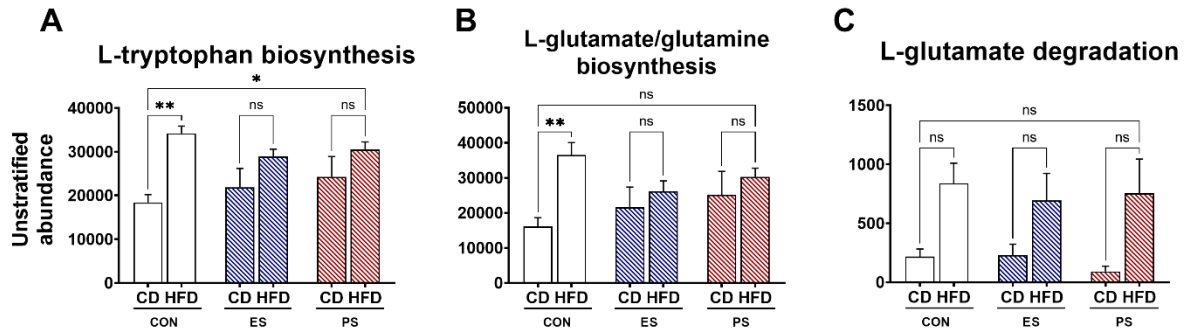 A
L-tryptophan biosynthesis
Unstratified
abundance
*
**
ns
ns
40000
30000
20000
10000
0
CD HFD CD HFD CD HFD
CON ES PS
B
L-glutamate/glutamine
biosynthesis
ns
**
ns
ns
50000
40000
30000
20000
10000
0
CD HFD CD HFD CD HFD
CON ES PS
C
L-glutamate degradation
ns
ns
ns
ns
1500
1000
500
0
CD HFD CD HFD CD HFD
CON ES PS